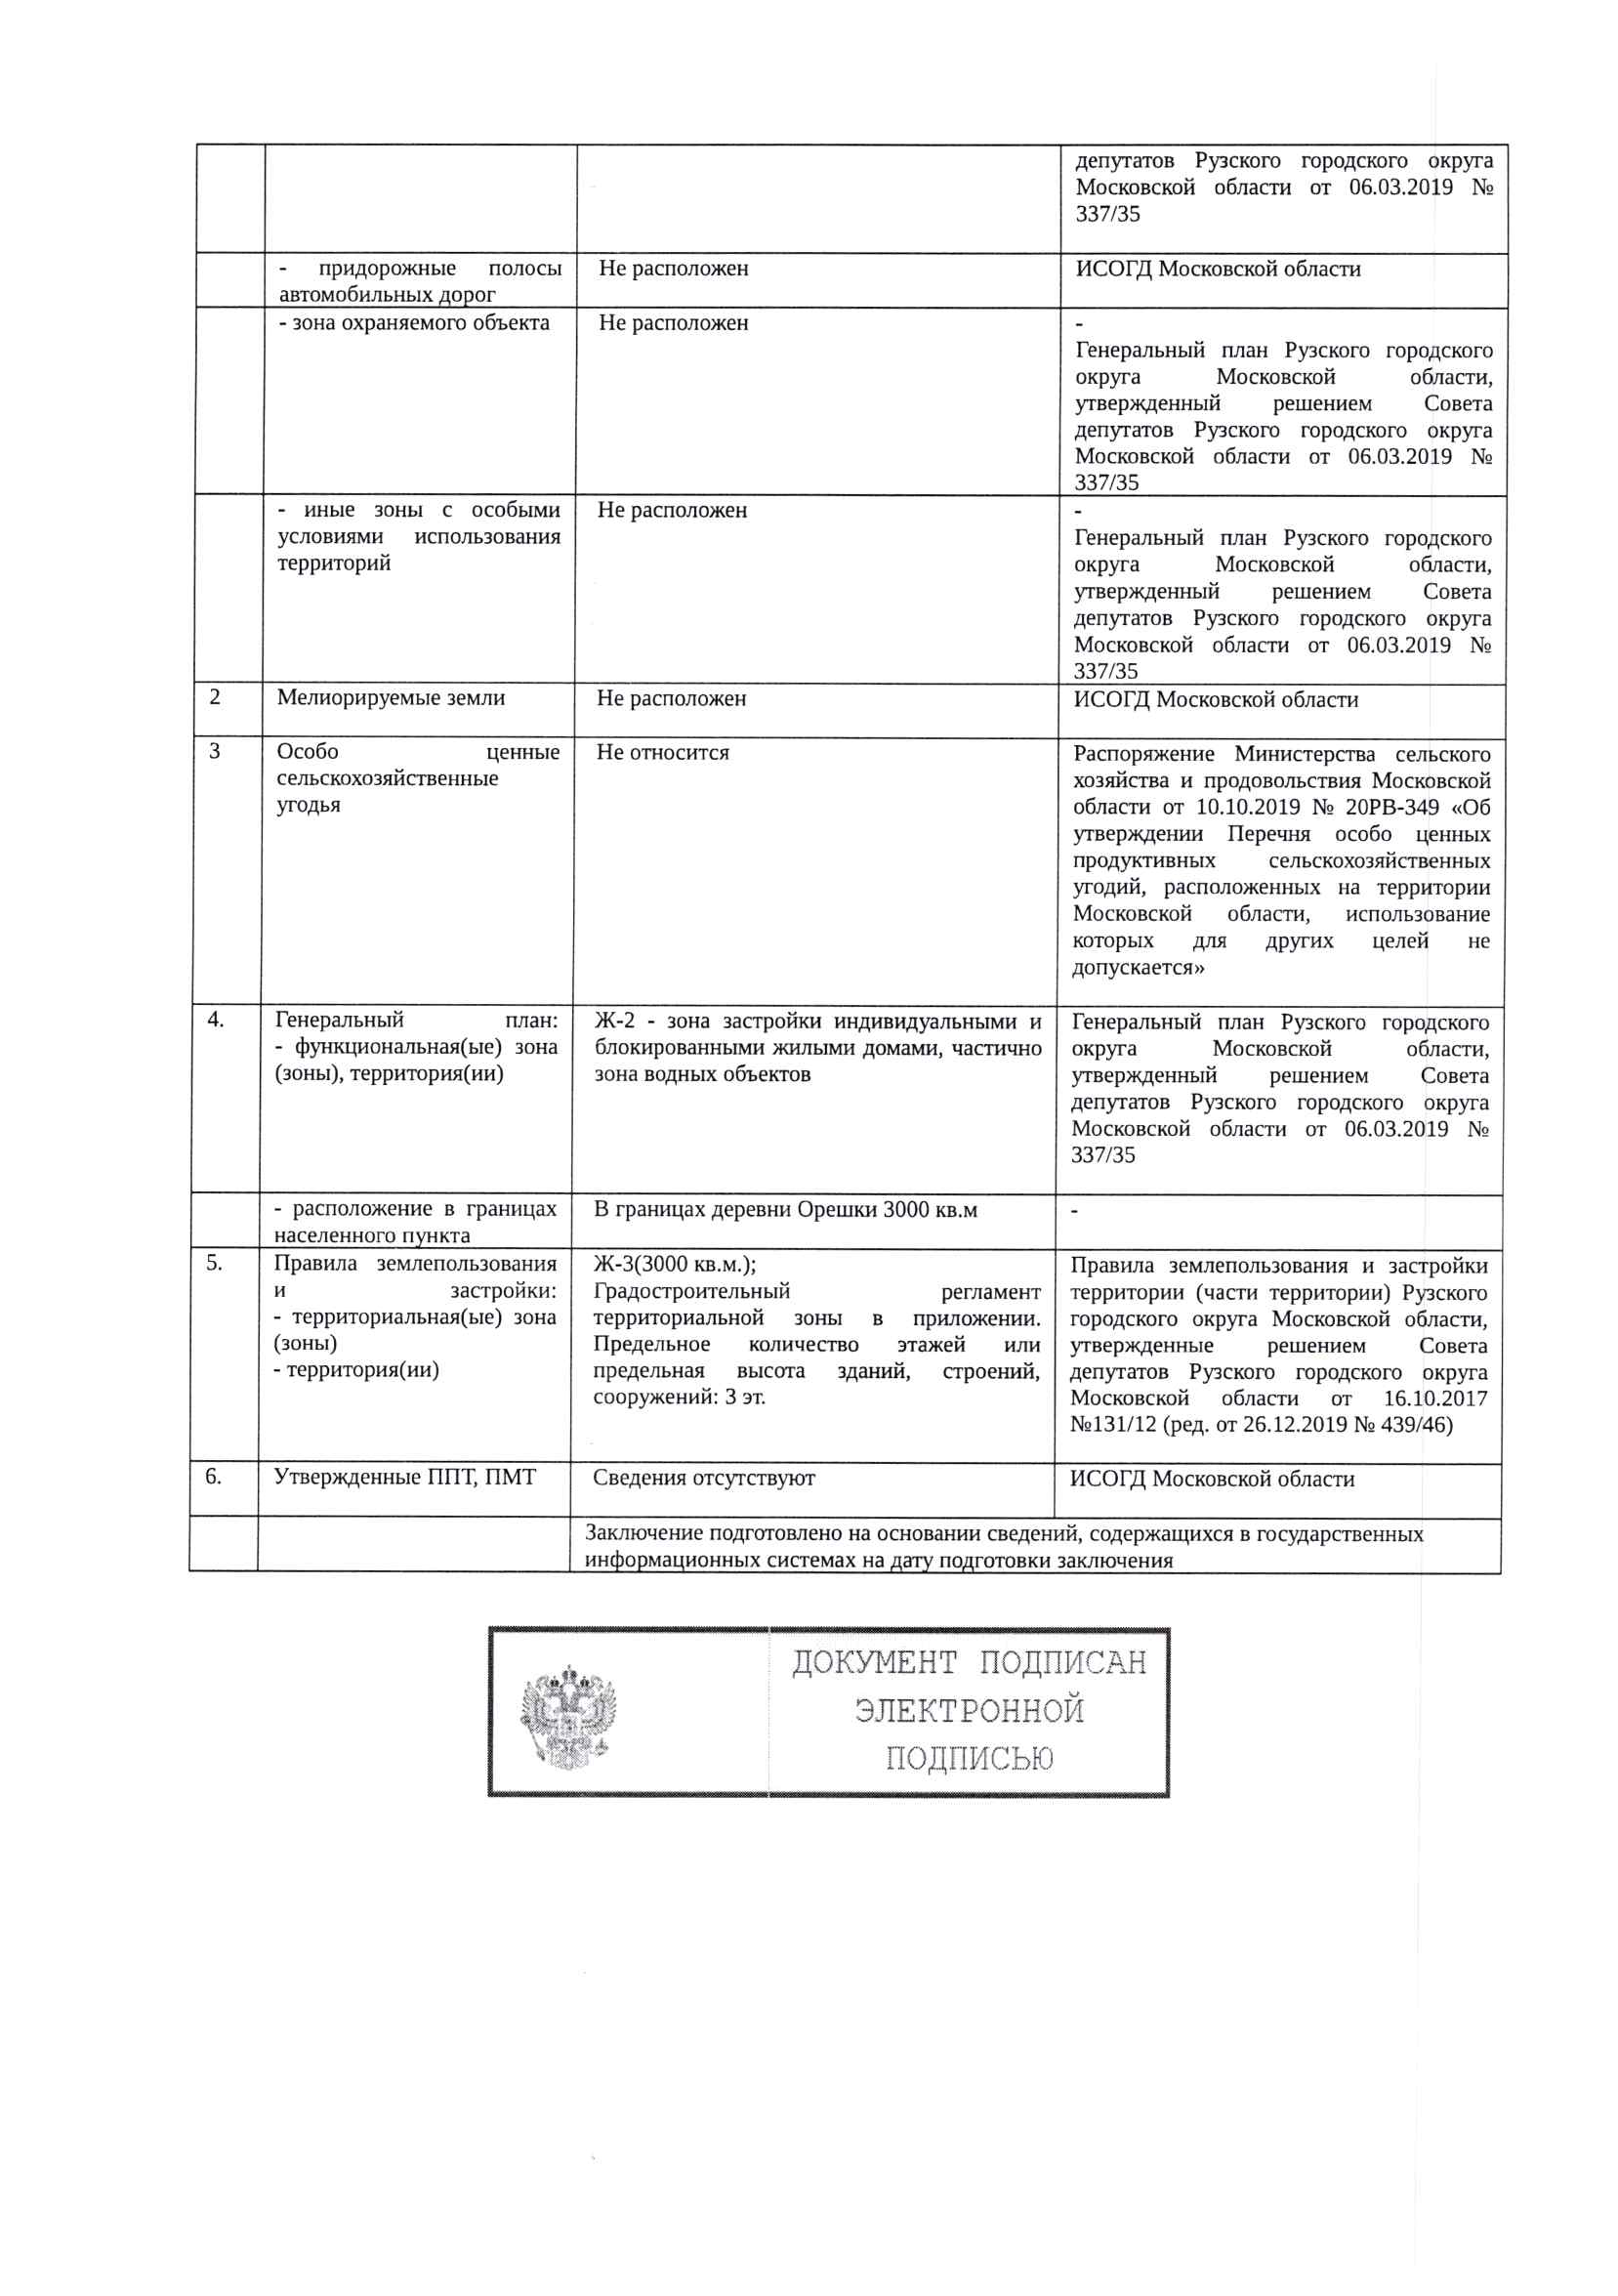 депутатов Рузского городского округа
Московской области от 06.03.2019 №
337/35
- придорожные полосы
автомобильных дорог
Не расположен
ИСОГД Московской области
- зона охраняемого объекта
Не расположен
-
Генеральный план Рузского городского
округа Московской области,
утвержденный решением Совета
депутатов Рузского городского округа
Московской области от 06.03.2019 №
337/35
- иные зоны с особыми
условиями использования
территорий
Не расположен
-
Генеральный план Рузского городского
округа Московской области,
утвержденный решением Совета
депутатов Рузского городского округа
Московской области от 06.03.2019 №
337/35
2
Мелиорируемые земли
Не расположен
ИСОГД Московской области
3
Особо ценные
сельскохозяйственные
угодья
Не относится
Распоряжение Министерства сельского
хозяйства и продовольствия Московской
области от 10.10.2019 № 20РВ-349 «Об
утверждении Перечня особо ценных
продуктивных сельскохозяйственных
угодий, расположенных на территории
Московской области, использование
которых для других целей не
допускается»
4.
Генеральный план:
- функциональная(ые) зона
(зоны), территория(ии)
Ж-2 - зона застройки индивидуальными и
блокированными жилыми домами, частично
зона водных объектов
Генеральный план Рузского городского
округа Московской области,
утвержденный решением Совета
депутатов Рузского городского округа
Московской области от 06.03.2019 №
337/35
- расположение в границах
населенного пункта
В границах деревни Орешки 3000 кв.м
-
5.
Правила землепользования
и застройки:
- территориальная(ые) зона
(зоны)
- территория(ии)
Ж-3(3000 кв.м.);
Градостроительный регламент
территориальной зоны в приложении.
Предельное количество этажей или
предельная высота зданий, строений,
сооружений: 3 эт.
Правила землепользования и застройки
территории (части территории) Рузского
городского округа Московской области,
утвержденные решением Совета
депутатов Рузского городского округа
Московской области от 16.10.2017
№131/12 (ред. от 26.12.2019 № 439/46)
6.
Утвержденные ППТ, ПМТ
Сведения отсутствуют
ИСОГД Московской области
Заключение подготовлено на основании сведений, содержащихся в государственных
информационных системах на дату подготовки заключения
ДОКУМЕНТ ПОДПИСАН
ЭЛЕКТРОННОЙ
ПОДПИСЬЮ